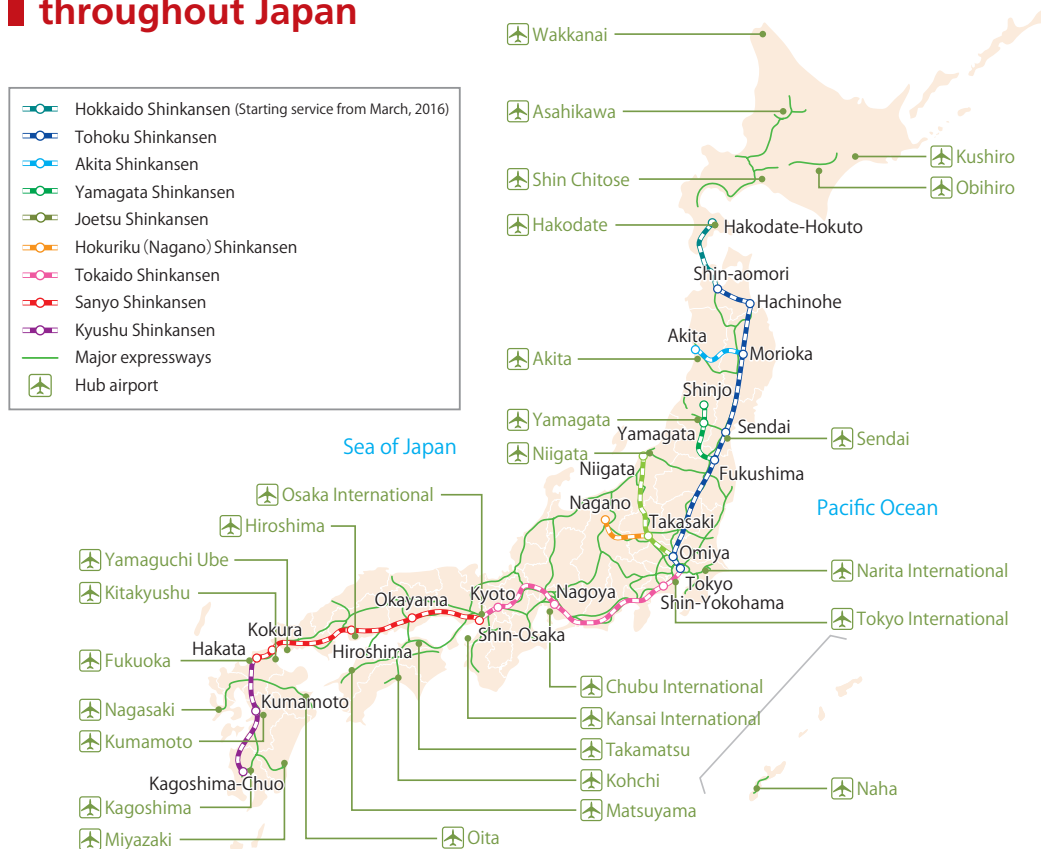 throughout Japan
Hokkaido Shinkansen (Starting service from March, 2016)
Tohoku Shinkansen
Akita Shinkansen
Yamagata Shinkansen
Joetsu Shinkansen
Hokuriku (Nagano) Shinkansen
Tokaido Shinkansen
Sanyo Shinkansen
Kyushu Shinkansen
Major expressways
Hub airport
Wakkanai
Asahikawa
Kushiro
Shin Chitose
Obihiro
Hakodate
Hakodate-Hokuto
Shin-aomori
Hachinohe
Akita
Morioka
Akita
Shinjo
Yamagata
Yamagata
Sendai
Sendai
Sea of Japan
Niigata
Niigata
Fukushima
Osaka International
Nagano
Pacific Ocean
Hiroshima
Takasaki
Yamaguchi Ube
Omiya
Narita International
Kitakyushu
Okayama
Kyoto
Nagoya
Tokyo
Shin-Yokohama
Tokyo International
Kokura
Shin-Osaka
Hakata
Hiroshima
Fukuoka
Chubu International
Nagasaki
Kumamoto
Kansai International
Kumamoto
Takamatsu
Kagoshima-Chuo
Kohchi
Naha
Kagoshima
Matsuyama
Miyazaki
Oita